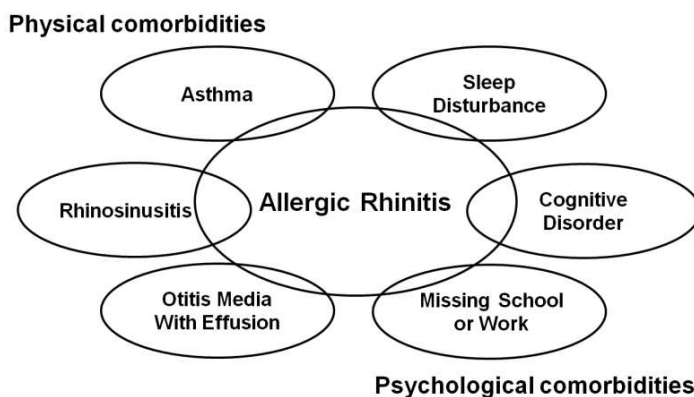 Physical comorbidities
Asthma
Sleep
Disturbance
Rhinosinusitis
Allergic Rhinitis
Cognitive
Disorder
Otitis Media
With Effusion
Missing School
or Work
Psychological comorbidities